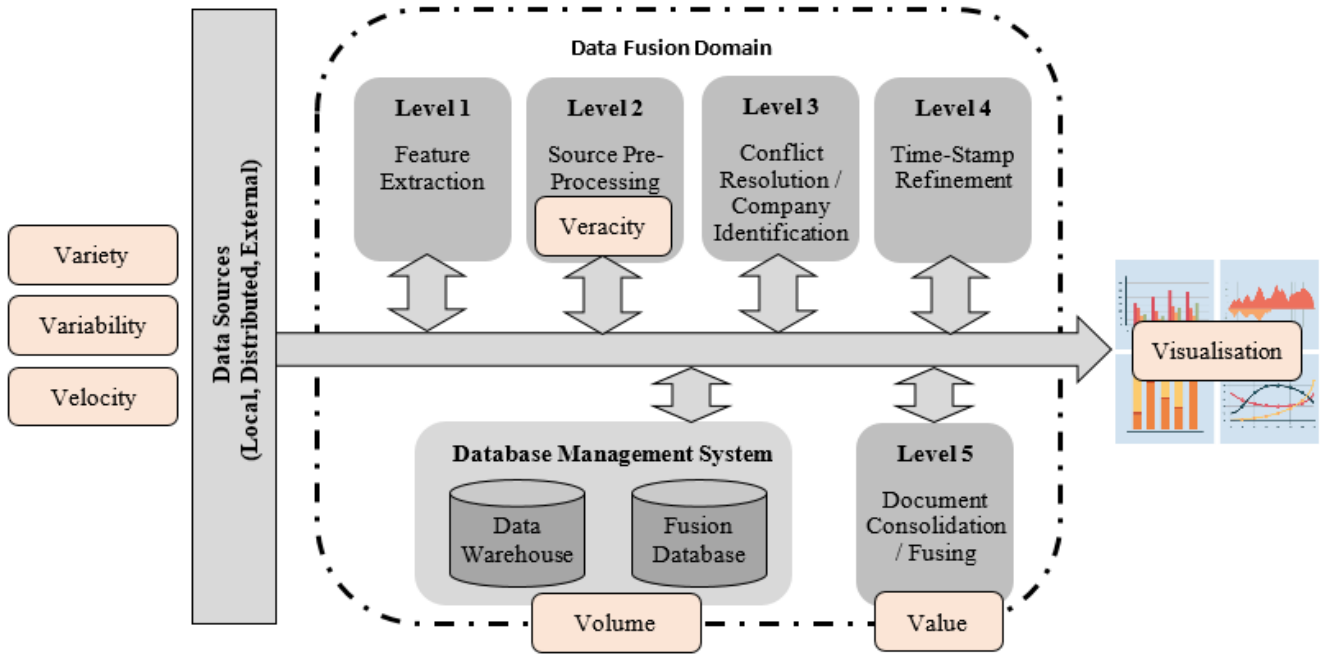 Data Fusion Domain
Level 1
Feature
Extraction
Level 2
Source Pre-
Processing
Veracity
Level 3
Conflict
Resolution /
Company
Identification
Level 4
Time-Stamp
Refinement
Variety
Variability
Velocity
Data Sources
(Local, Distributed, External)
Visualisation
Database Management System
Data
Warehouse
Fusion
Database
Volume
Level 5
Document
Consolidation
/ Fusing
Value